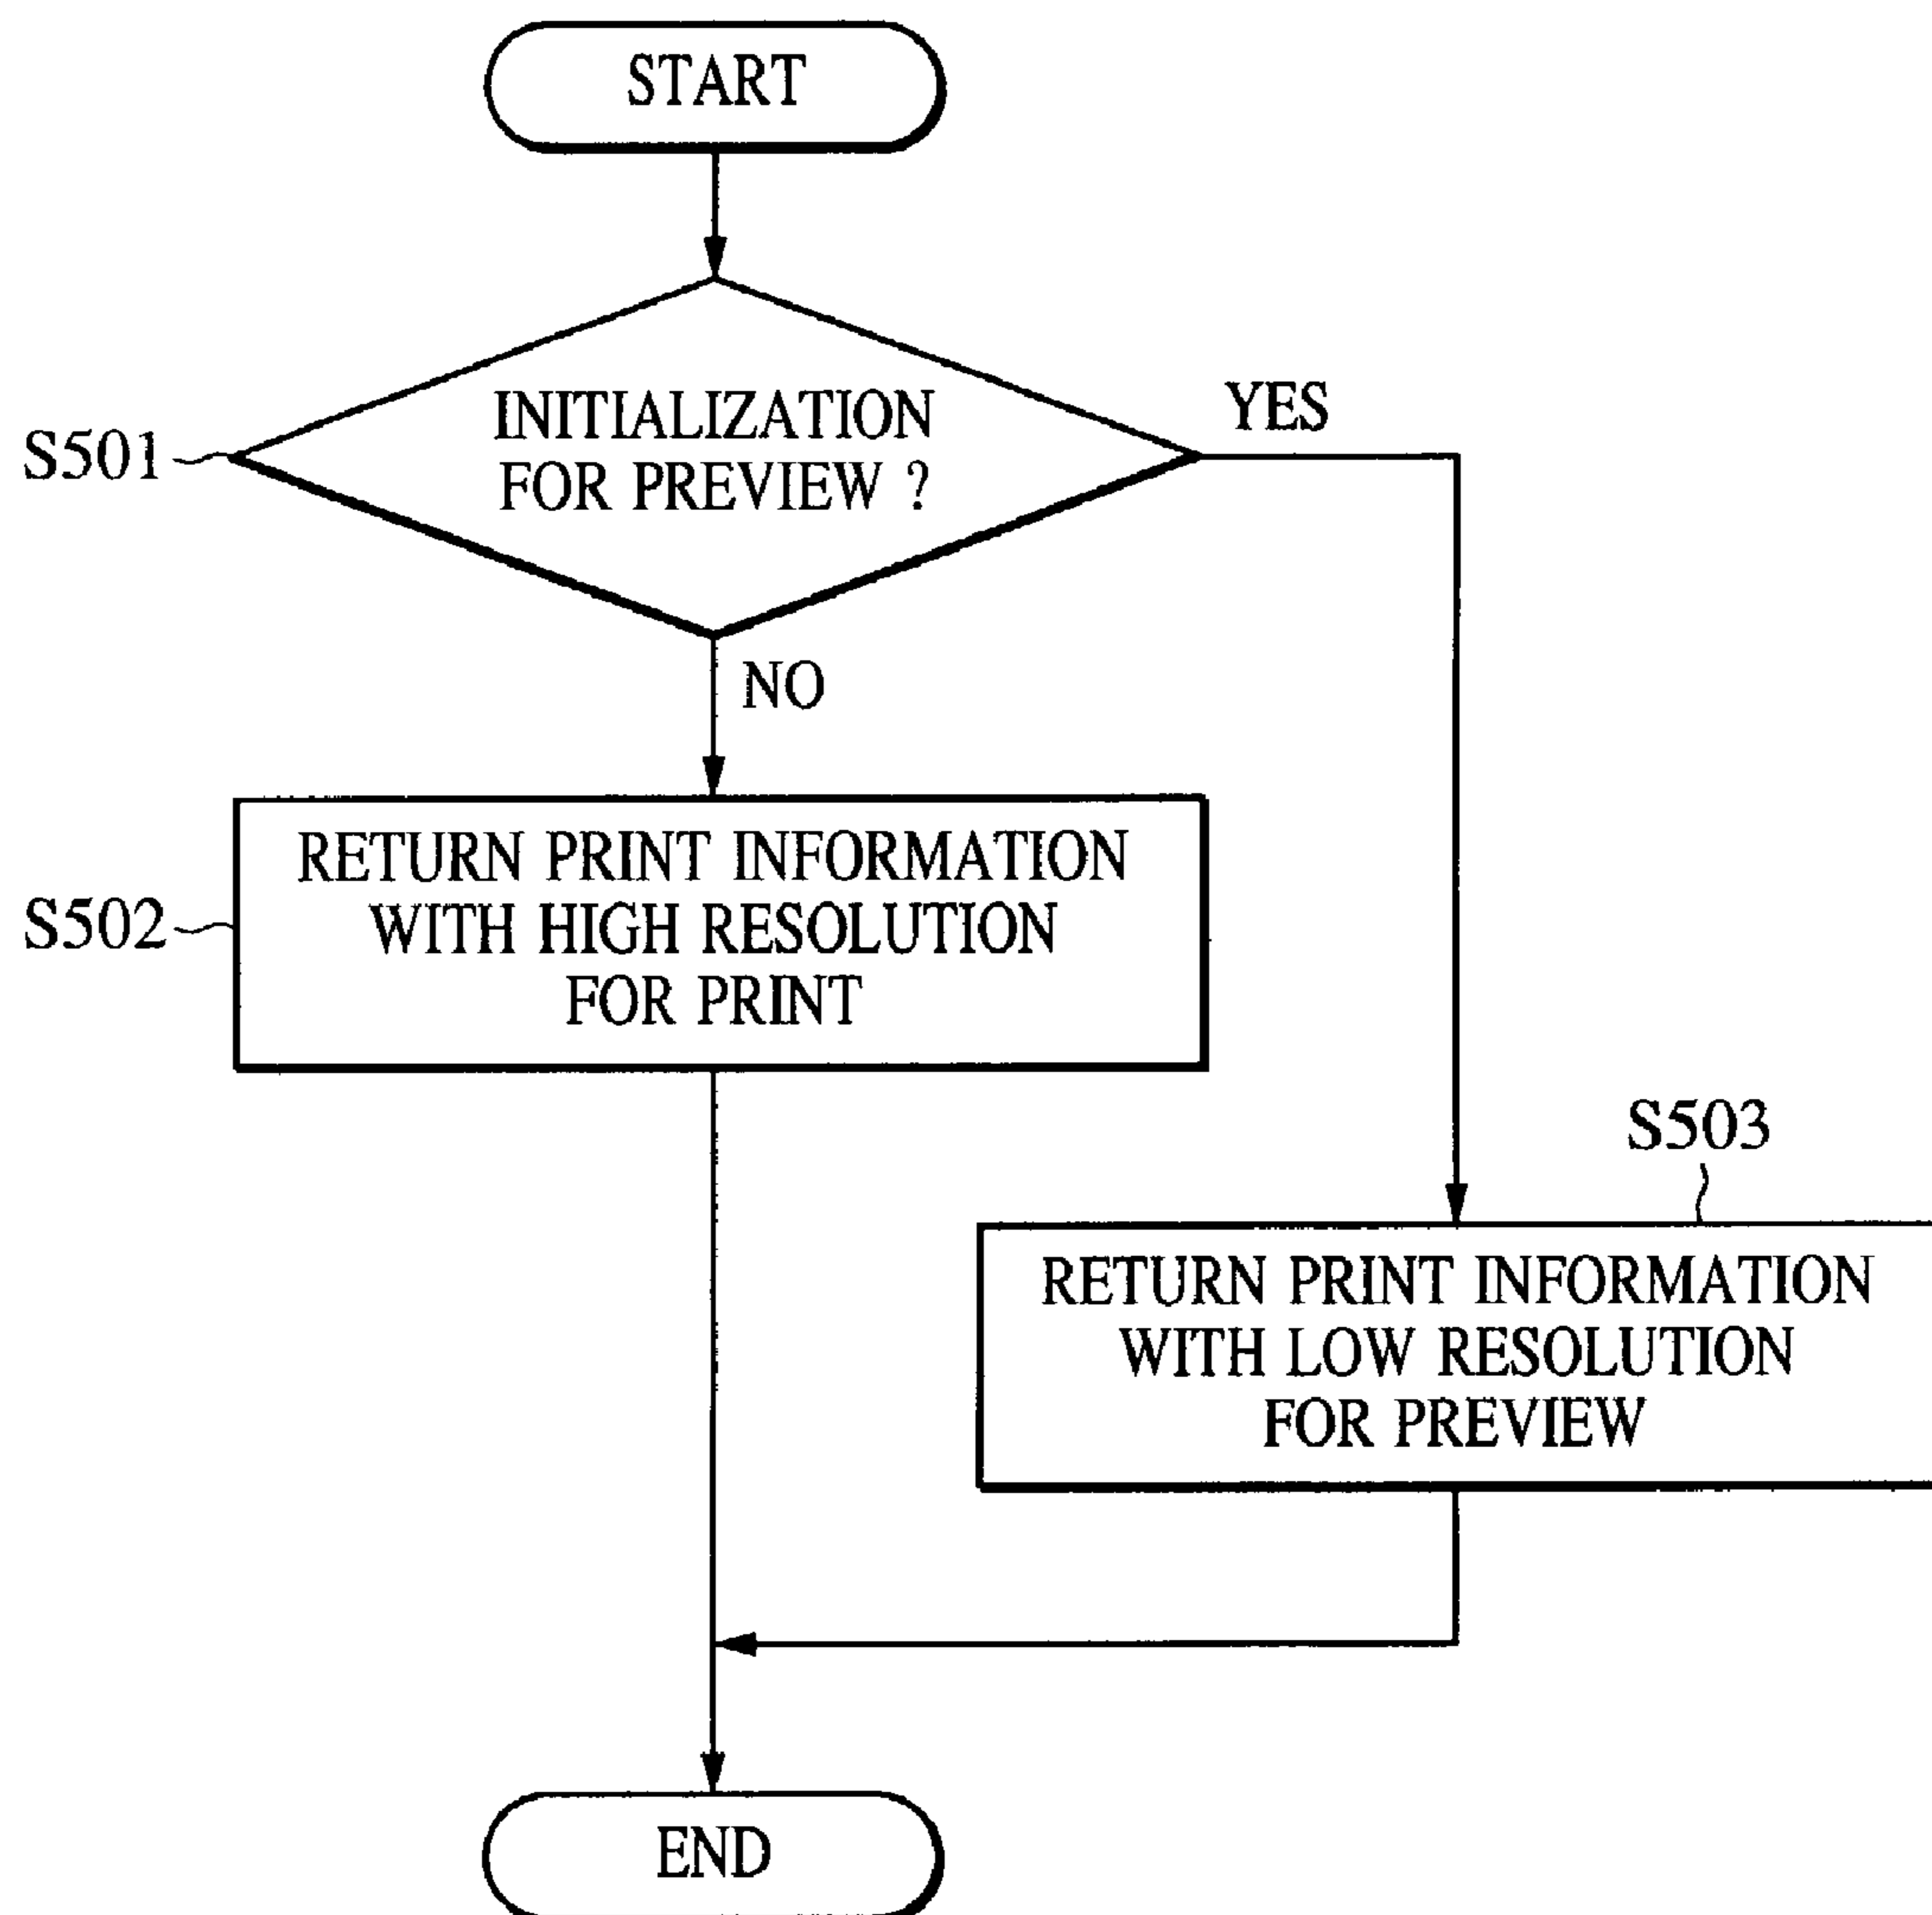 START
INITIALIZATION
FOR PREVIEW ?
YES
S501
NO
RETURN PRINT INFORMATION
WITH HIGH RESOLUTION
FOR PRINT
S502
S503
RETURN PRINT INFORMATION
WITH LOW RESOLUTION
FOR PREVIEW
END